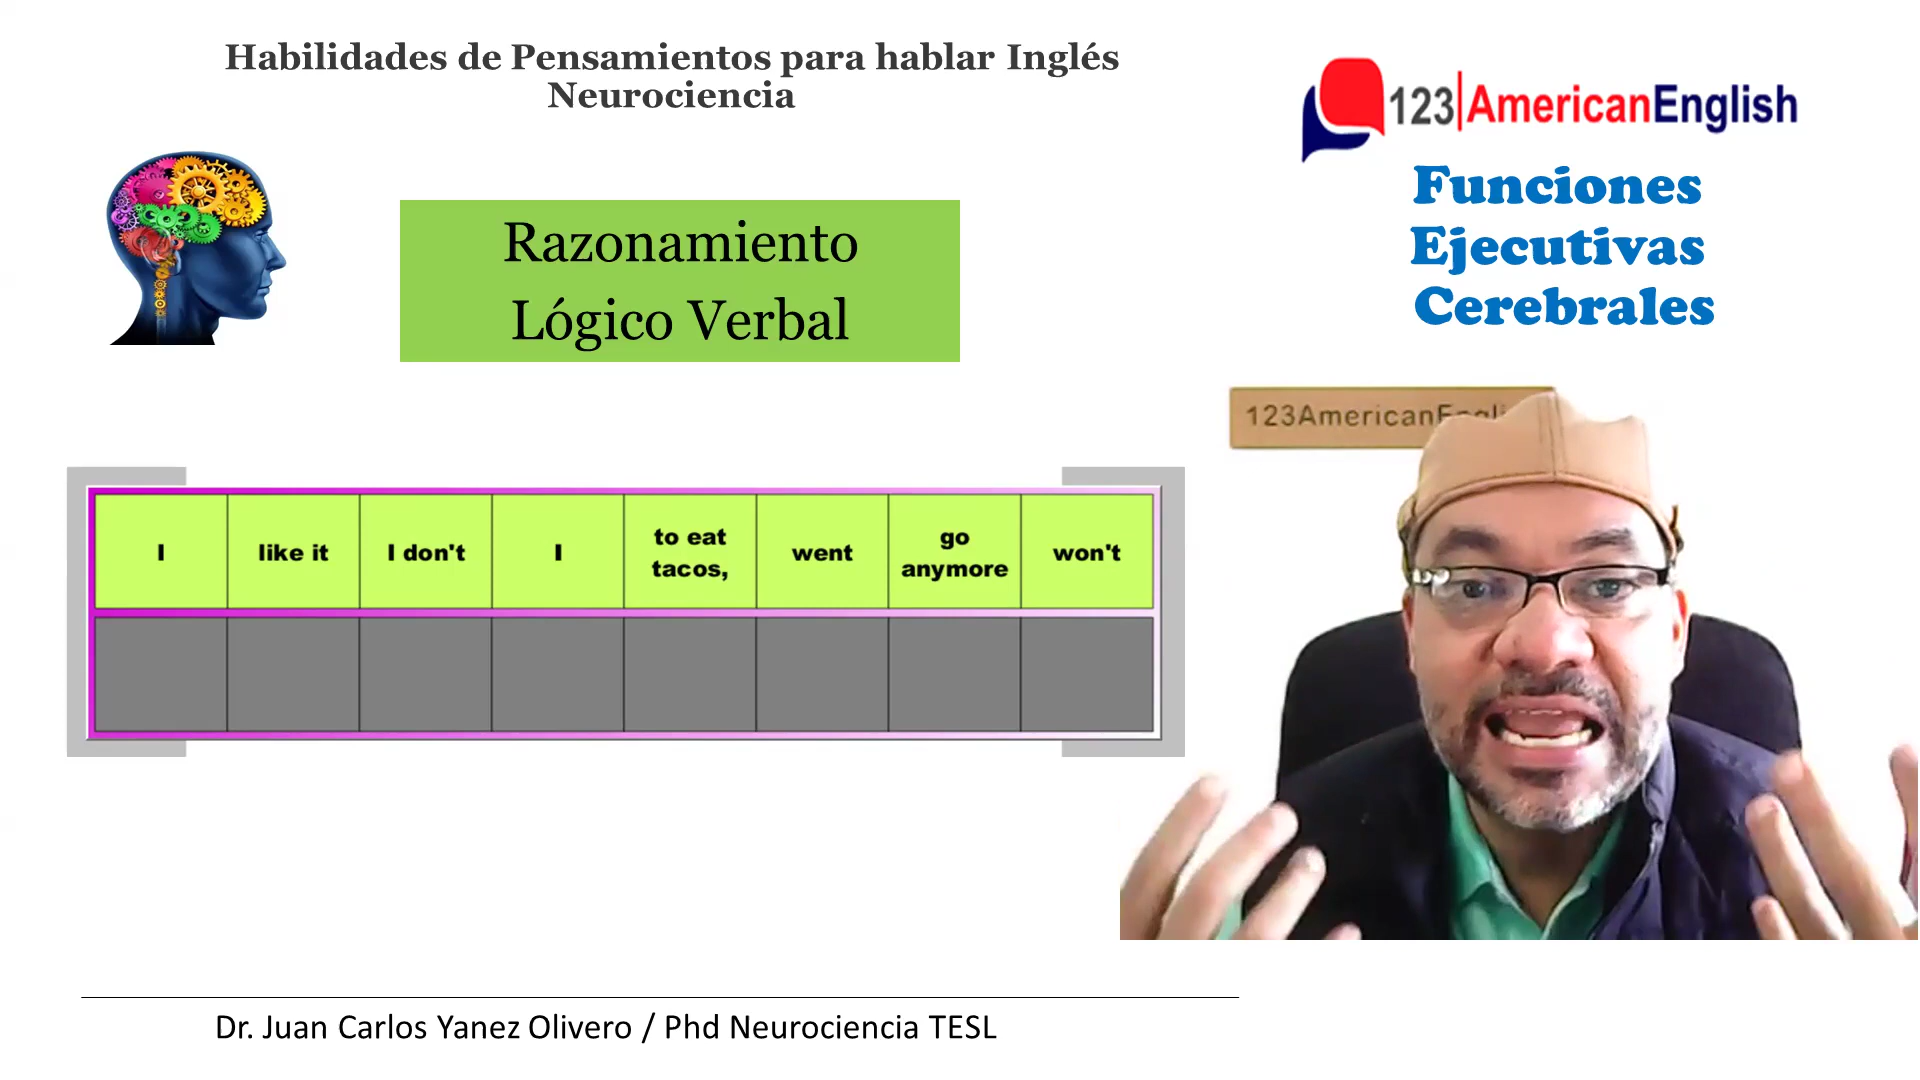 Habilidades de Pensamientos para hablar Inglés
Neurociencia
123|AmericanEnglish
Funciones
Ejecutivas
Cerebrales
Razonamiento
Lógico Verbal
123AmericanEngli
I
like it
I don't
I
to eat
tacos,
went
go
anymore
won't
Dr. Juan Carlos Yanez Olivero / Phd Neurociencia TESL